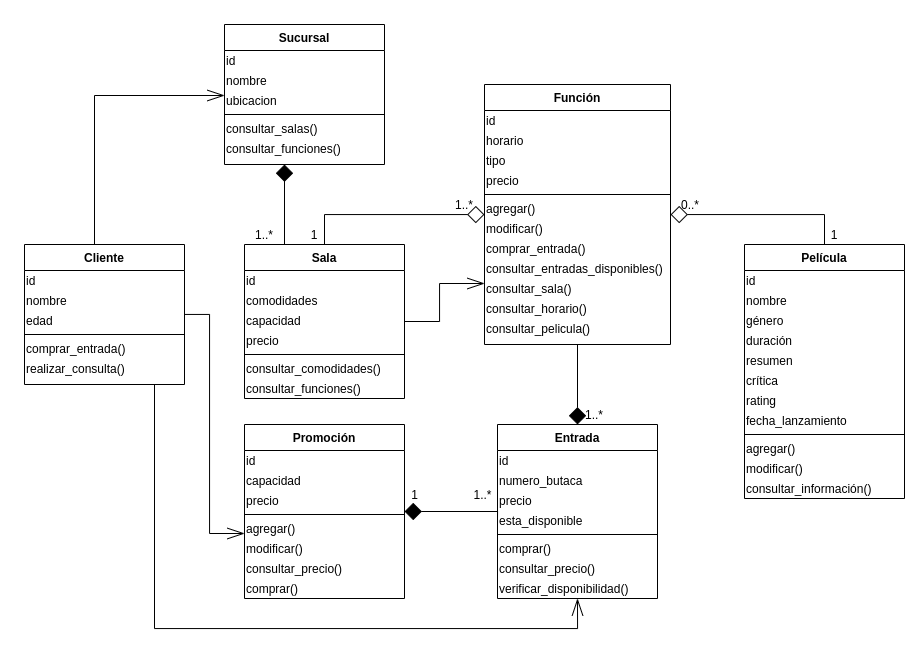 Sucursal
id
nombre
ubicacion
consultar_salas()
consultar_funciones()
1..*
Función
id
horario
tipo
precio
agregar()
modificar()
comprar_entrada()
consultar_entradas_disponibles()
consultar_sala()
consultar_horario()
consultar_pelicula()
1..*
1
0..*
1
Cliente
id
nombre
edad
comprar_entrada()
realizar_consulta()
Sala
id
comodidades
capacidad
precio
consultar_comodidades()
consultar_funciones()
Película
id
nombre
género
duración
resumen
crítica
rating
fecha_lanzamiento
agregar()
modificar()
consultar_información()
1..*
Promoción
id
capacidad
precio
agregar()
modificar()
consultar_precio()
comprar()
1
1..*
Entrada
id
numero_butaca
precio
esta_disponible
comprar()
consultar_precio()
verificar_disponibilidad()